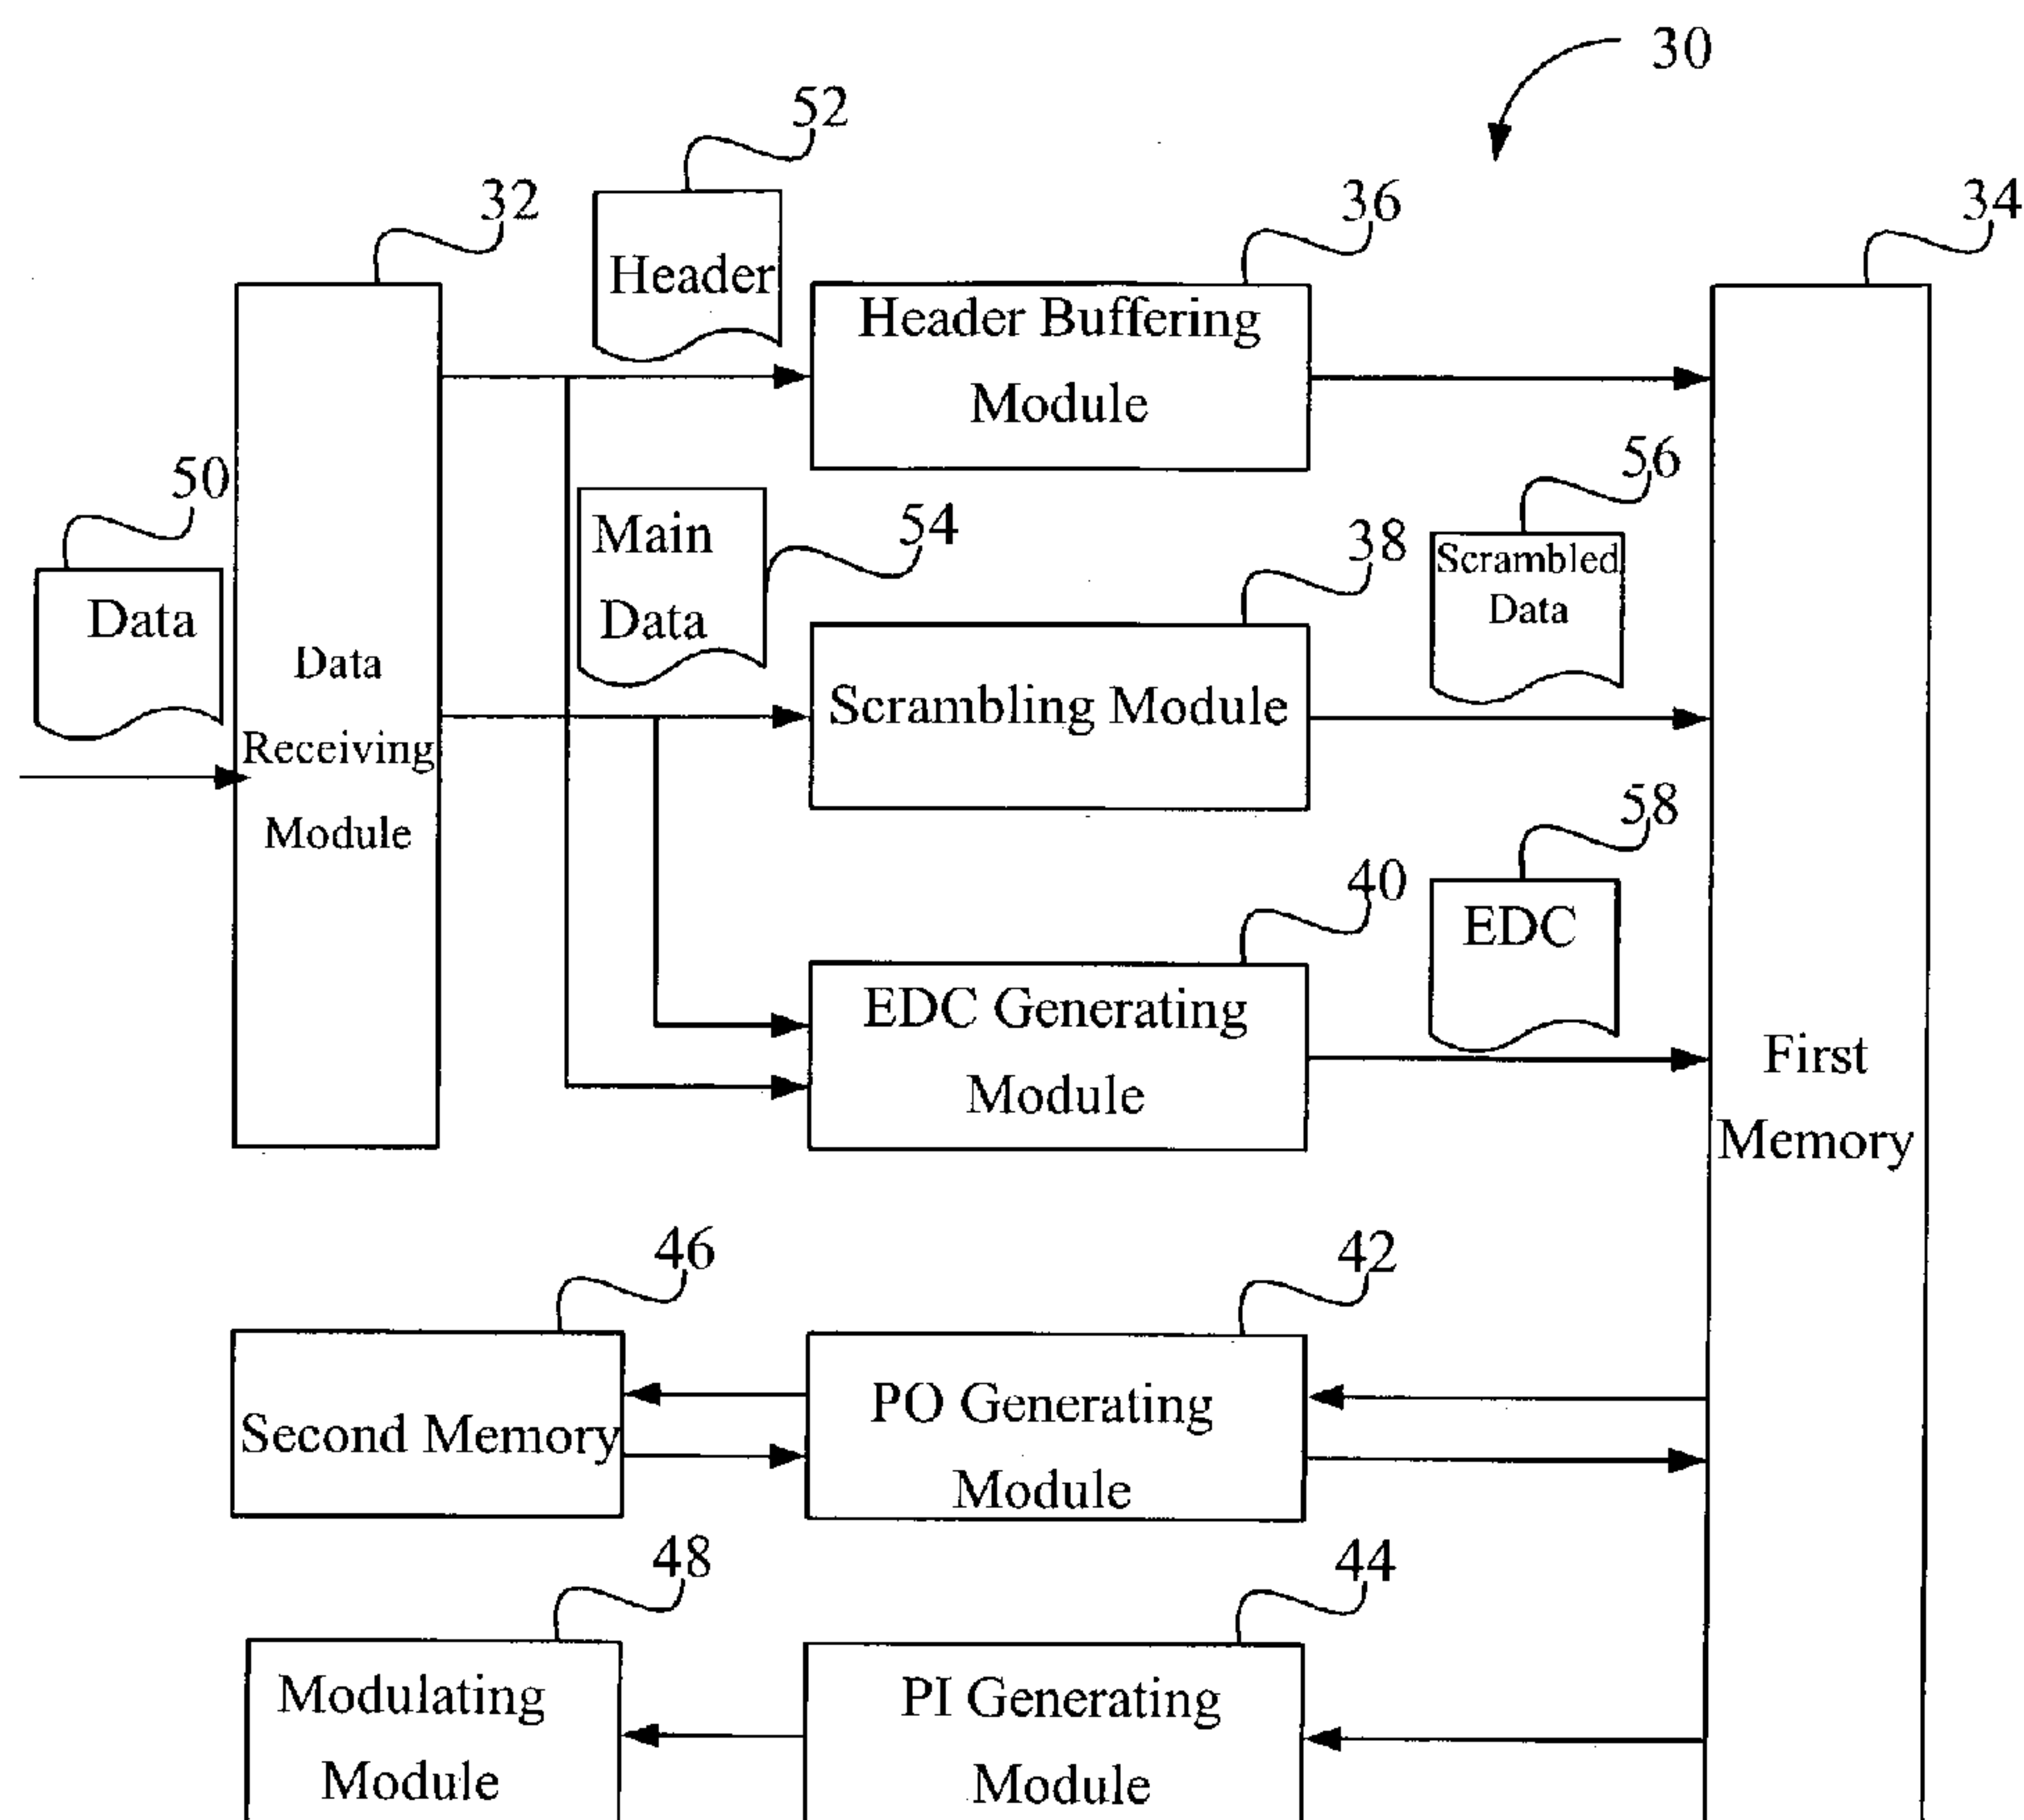 30
52
32
36
34
Header
Header Buffering
Module
50
56
Main
Data
54
38
Scrambled
Data
Data
Data
Receiving
Module
Scrambling Module
58
40
EDC
EDC Generating
Module
First
Memory
46
42
Second Memory
PO Generating
Module
48
44
Modulating
Module
PI Generating
Module